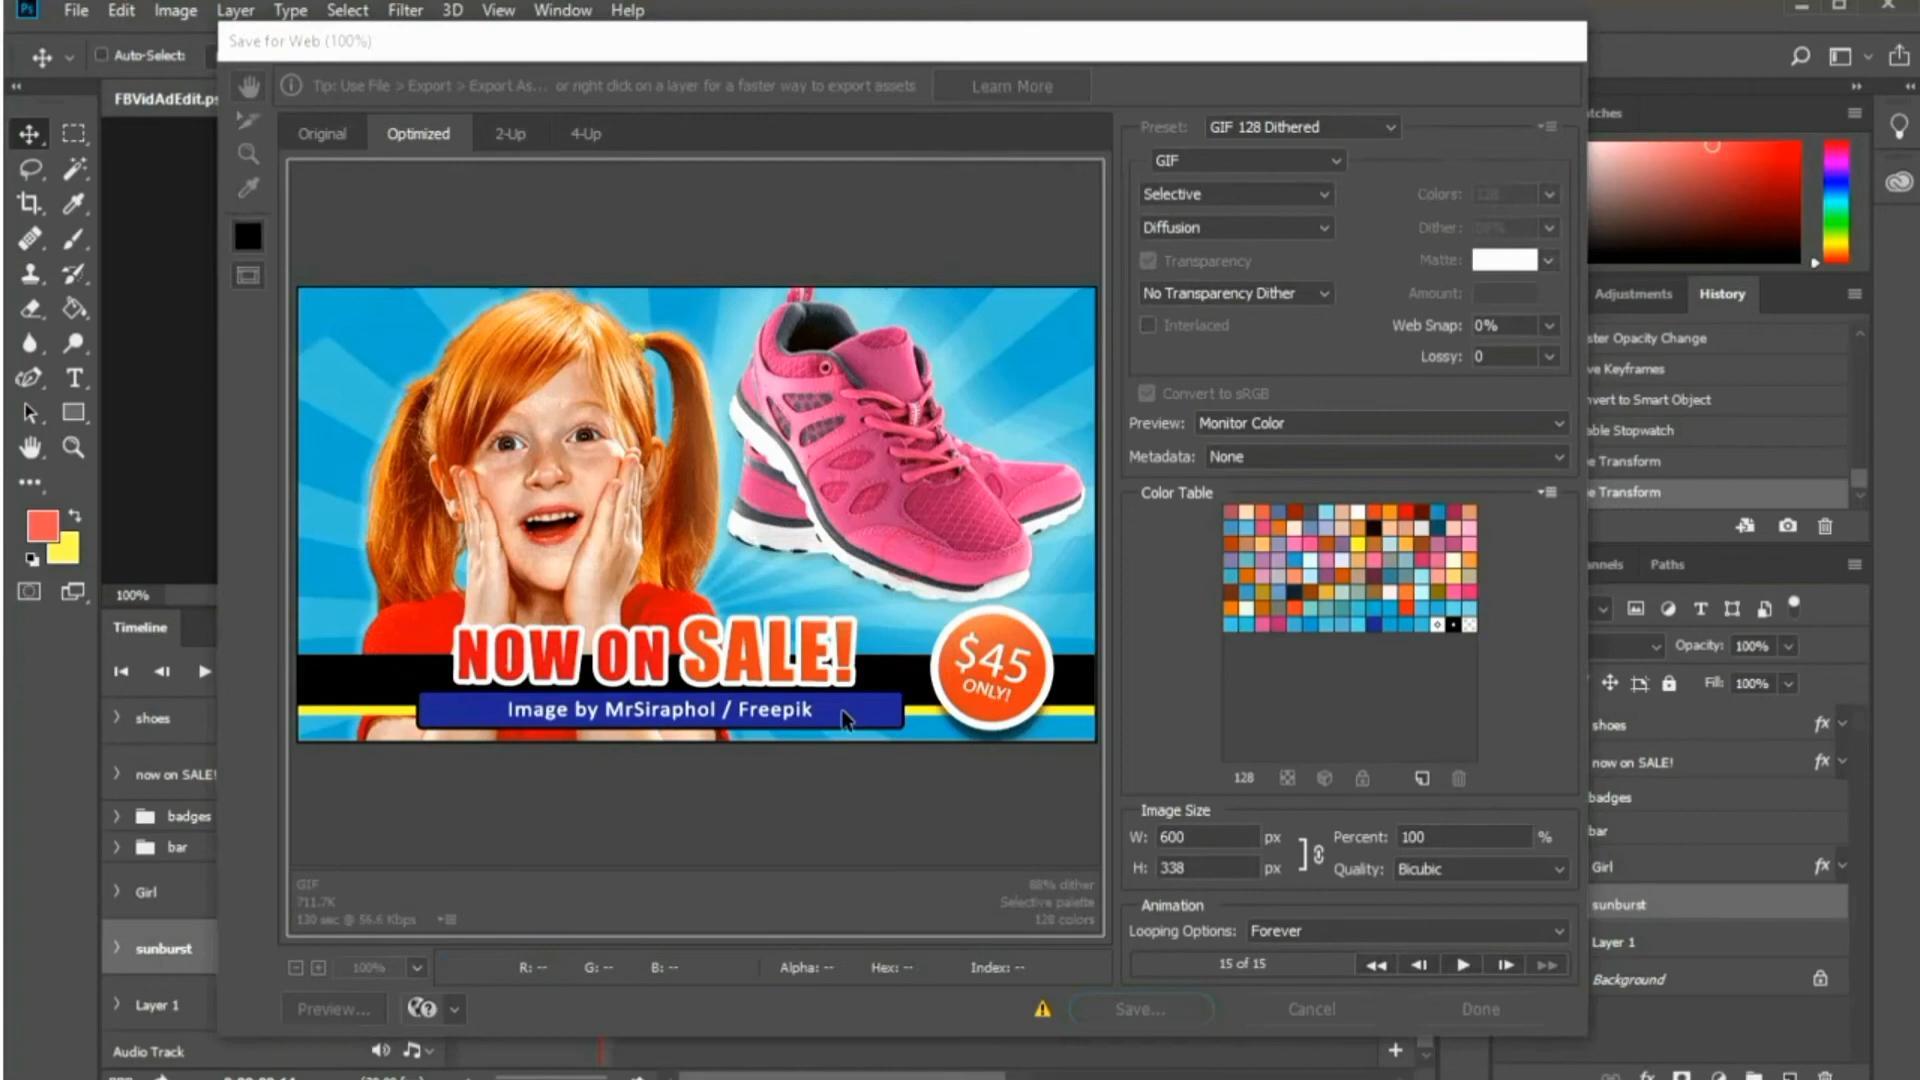 Ps File Edit Image Layer Type Select Filter 3D View Window Help
Save for Web (100%)
Auto-Select:
Tip: Use File > Export > Export As... or right click on a layer for a faster way to export assets
Learn More
FBVidAdEdit.ps
Original Optimized 2-Up 4-Up
Preset: GIF 128 Dithered
GIF
Selective
Colors: 128
Diffusion
Dither:
Transparency
Matte:
No Transparency Dither
Amount:
Interlaced
Web Snap: 0%
Lossy: 0
Convert to sRGB
Preview: Monitor Color
Metadata: None
Color Table
128
Image Size
W: 600 px
Percent: 100 %
H: 338 px
Quality: Bicubic
Animation
Looping Options: Forever
15 of 15
NOW ON SALE!
$45
ONLY!
Image by MrSiraphol / Freepik
GIF
711.7K
130 sec @ 56.6 Kbps
88% dither
Selective palette
128 colors
100%
R: -- G: -- B: -- Alpha: -- Hex: -- Index: --
Preview...
Save...
Cancel
Done
100%
Timeline
shoes
now on SALE!
badges
bar
Girl
sunburst
Layer 1
Audio Track
tches
Adjustments History
ster Opacity Change
ve Keyframes
vert to Smart Object
ble Stopwatch
e Transform
e Transform
nnels Paths
Opacity: 100%
Fill: 100%
shoes fx
now on SALE! fx
badges
bar
Girl fx
sunburst
Layer 1
Background